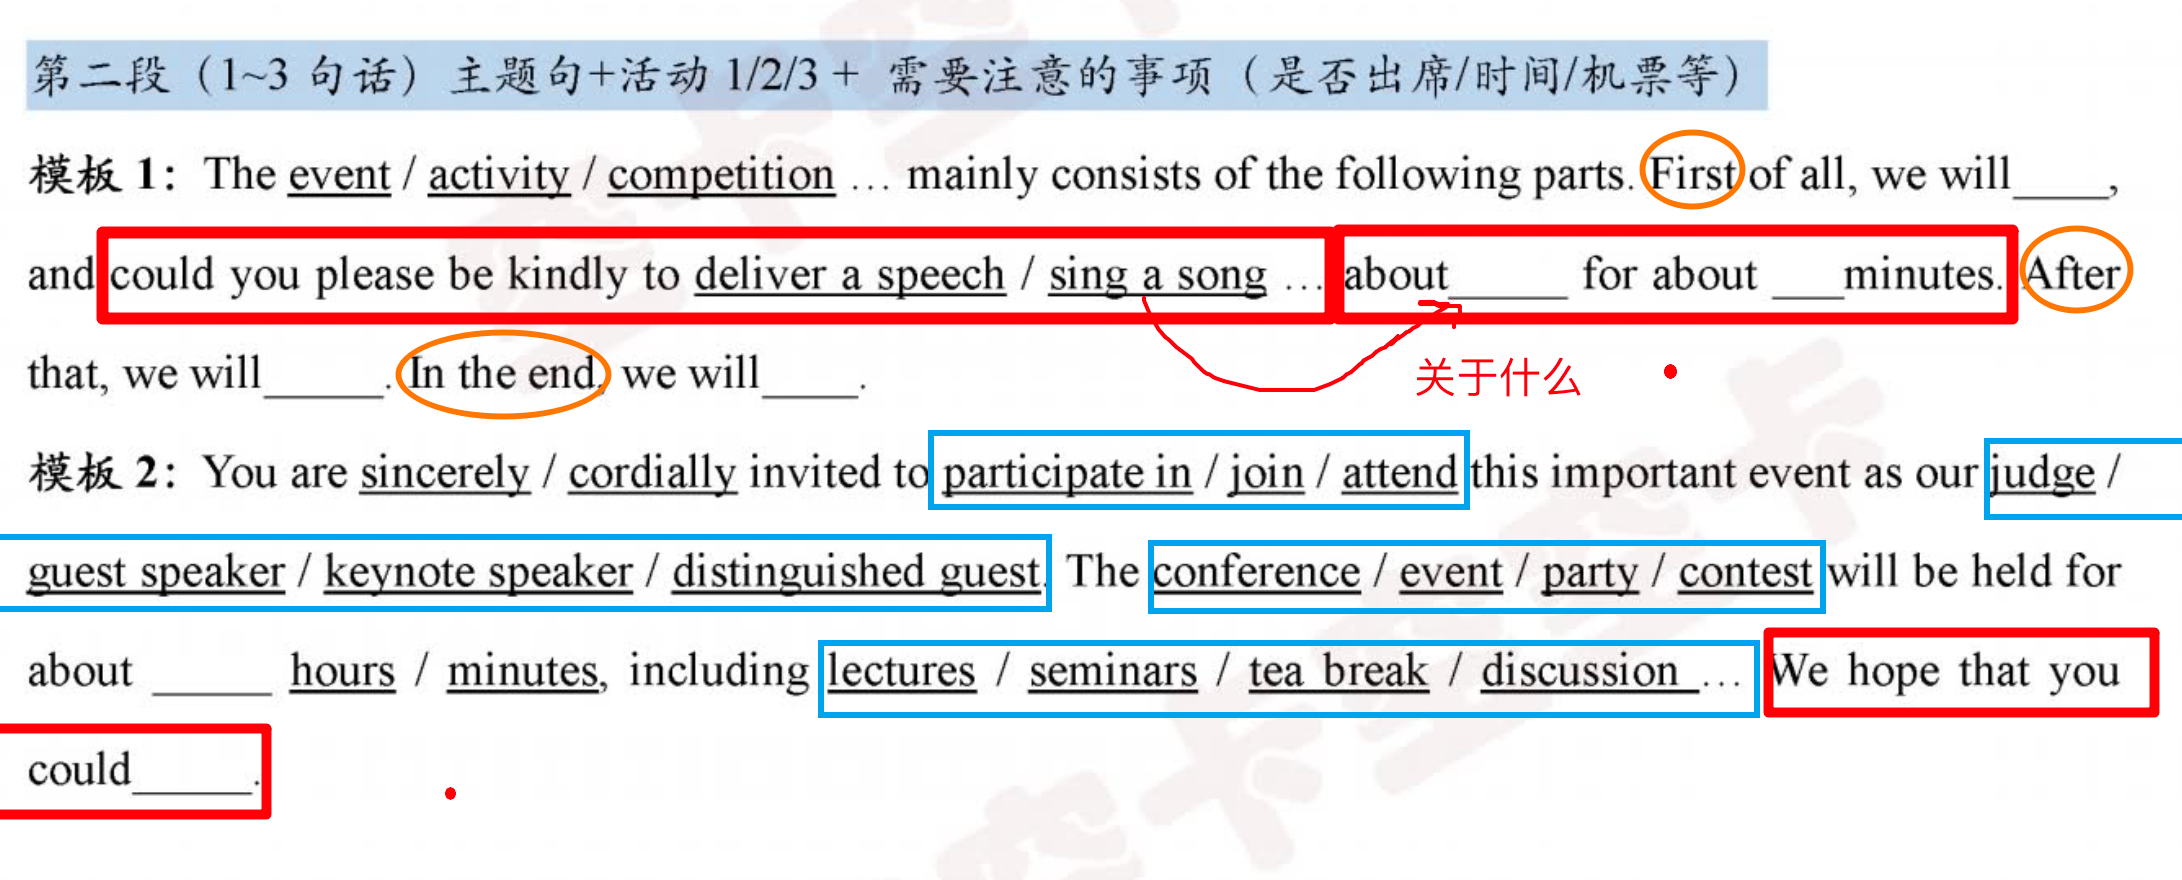 第二段（1~3 句话）主题句+活动 1/2/3 + 需要注意的事项（是否出席/时间/机票等）
模板 1：The event / activity / competition … mainly consists of the following parts. First of all, we will____,
and could you please be kindly to deliver a speech / sing a song … about_____ for about ___minutes. After
that, we will_____. In the end, we will____.
关于什么
模板 2：You are sincerely / cordially invited to participate in / join / attend this important event as our judge /
guest speaker / keynote speaker / distinguished guest. The conference / event / party / contest will be held for
about _____ hours / minutes, including lectures / seminars / tea break / discussion … We hope that you
could_____.